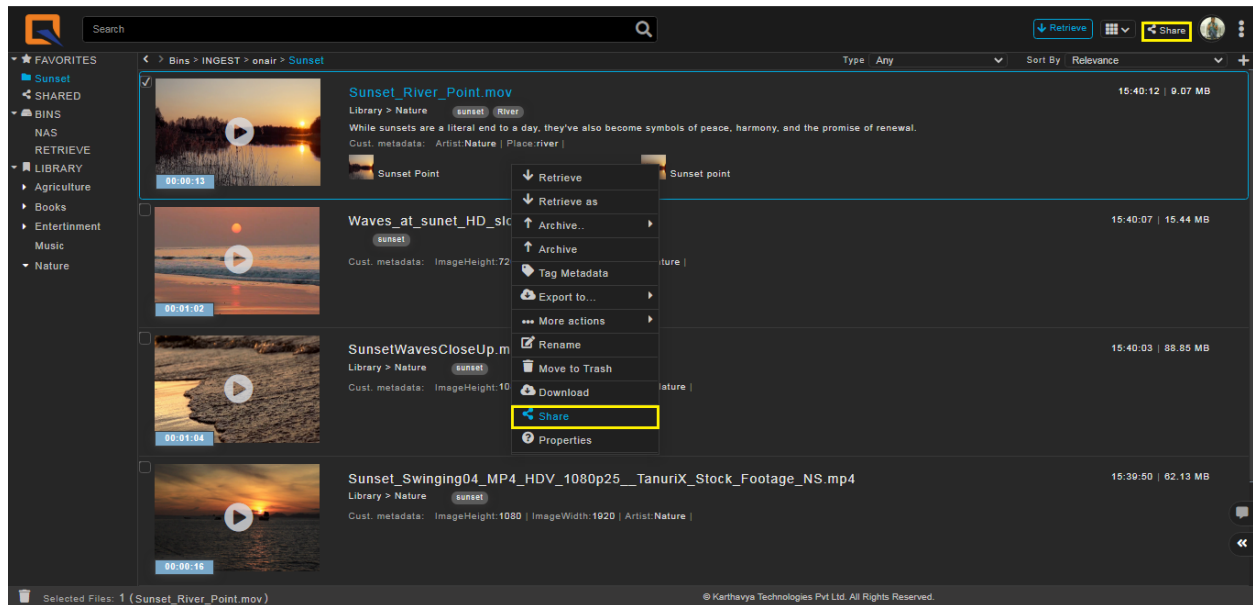 Search
Retrieve
Share
FAVORITES
Sunset
SHARED
BINS
NAS
RETRIEVE
LIBRARY
Agriculture
Books
Entertinment
Music
Nature
Bins > INGEST > onair > Sunset
Type Any
Sort By Relevance
Sunset_River_Point.mov
15:40:12 | 9.07 MB
Library > Nature sunset River
While sunsets are a literal end to a day, they've also become symbols of peace, harmony, and the promise of renewal.
Cust. metadata: Artist:Nature | Place:river |
Sunset Point
Sunset point
00:00:13
Retrieve
Retrieve as
Archive..
Archive
Tag Metadata
Export to...
More actions
Rename
Move to Trash
Download
Share
Properties
Waves_at_sunet_HD_slo
15:40:07 | 15.44 MB
sunset
Cust. metadata: ImageHeight:72
ture |
00:01:02
SunsetWavesCloseUp.m
15:40:03 | 88.85 MB
Library > Nature sunset
Cust. metadata: ImageHeight:10
lature |
00:01:04
Sunset_Swinging04_MP4_HDV_1080p25__TanuriX_Stock_Footage_NS.mp4
15:39:50 | 62.13 MB
Library > Nature sunset
Cust. metadata: ImageHeight:1080 | ImageWidth:1920 | Artist:Nature |
00:00:16
Selected Files: 1 (Sunset_River_Point.mov)
© Karthavya Technologies Pvt Ltd. All Rights Reserved.